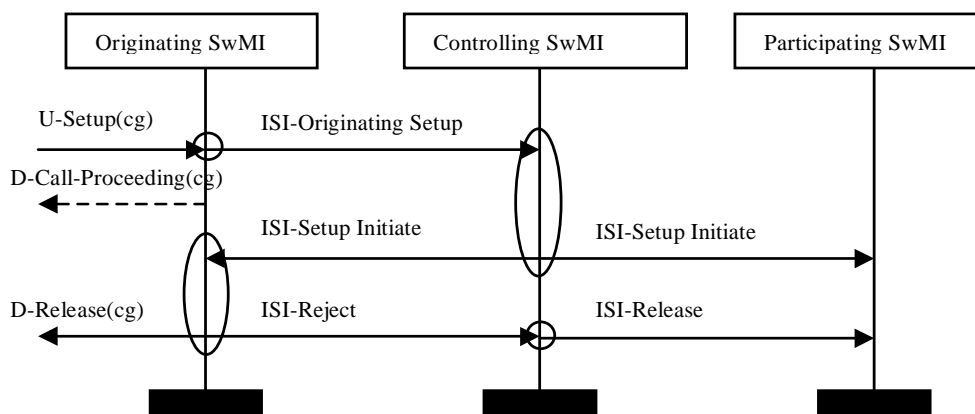 Originating SwMI
Controlling SwMI
Participating SwMI
U-Setup(cg)
ISI-Originating Setup
D-Call-Proceeding(cg)
ISI-Setup Initiate
ISI-Setup Initiate
D-Release(cg)
ISI-Reject
ISI-Release